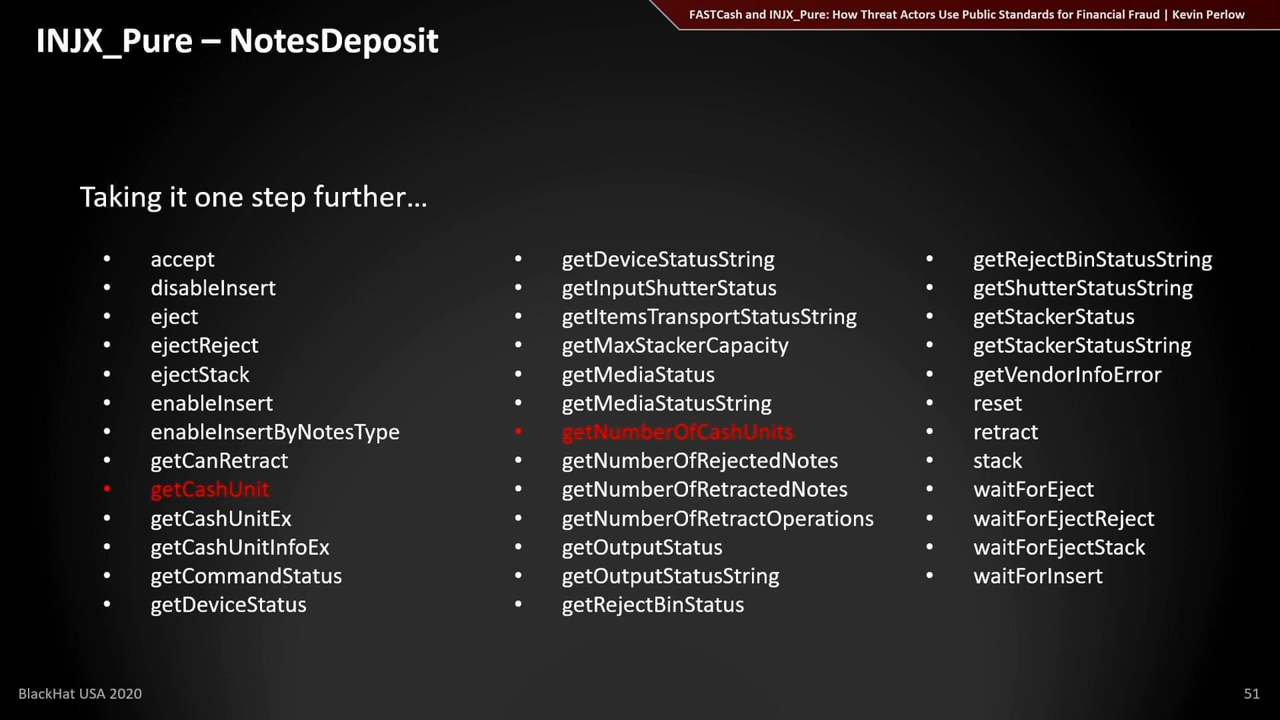 FASTCash and INJX_Pure: How Threat Actors Use Public Standards for Financial Fraud | Kevin Perlow
INJX_Pure – NotesDeposit
Taking it one step further…
• accept
• disableInsert
• eject
• ejectReject
• ejectStack
• enableInsert
• enableInsertByNotesType
• getCanRetract
• getCashUnit
• getCashUnitEx
• getCashUnitInfoEx
• getCommandStatus
• getDeviceStatus
• getDeviceStatusString
• getInputShutterStatus
• getItemsTransportStatusString
• getMaxStackerCapacity
• getMediaStatus
• getMediaStatusString
• getNumberOfCashUnits
• getNumberOfRejectedNotes
• getNumberOfRetractedNotes
• getNumberOfRetractOperations
• getOutputStatus
• getOutputStatusString
• getRejectBinStatus
• getRejectBinStatusString
• getShutterStatusString
• getStackerStatus
• getStackerStatusString
• getVendorInfoError
• reset
• retract
• stack
• waitForEject
• waitForEjectReject
• waitForEjectStack
• waitForInsert
BlackHat USA 2020
51